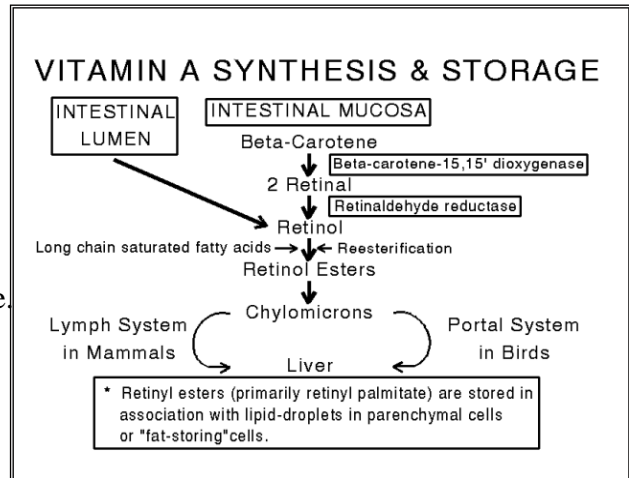 VITAMIN A SYNTHESIS & STORAGE
INTESTINAL
LUMEN
INTESTINAL MUCOSA
Beta-Carotene
Beta-carotene-15,15' dioxygenase
2 Retinal
Retinaldehyde reductase
Retinol
Long chain saturated fatty acids
Reesterification
Retinol Esters
e.
Chylomicrons
Lymph System
in Mammals
Portal System
in Birds
Liver
* Retinyl esters (primarily retinyl palmitate) are stored in
association with lipid-droplets in parenchymal cells
or "fat-storing"cells.